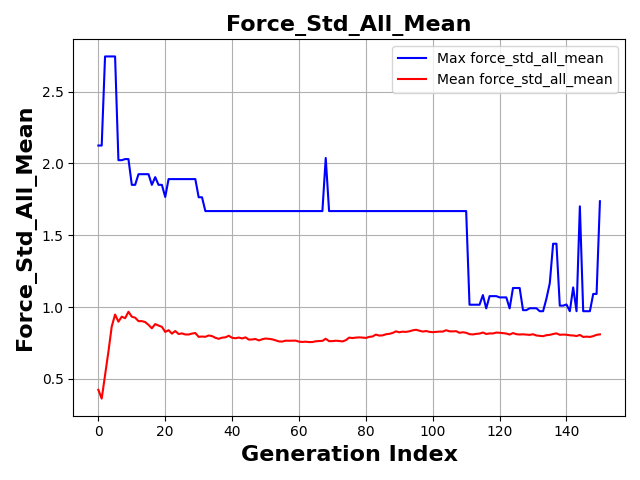 Force_Std_All_Mean
Max force_std_all_mean
Mean force_std_all_mean
Force_Std_All_Mean
2.5
2.0
1.5
1.0
0.5
0 20 40 60 80 100 120 140
Generation Index